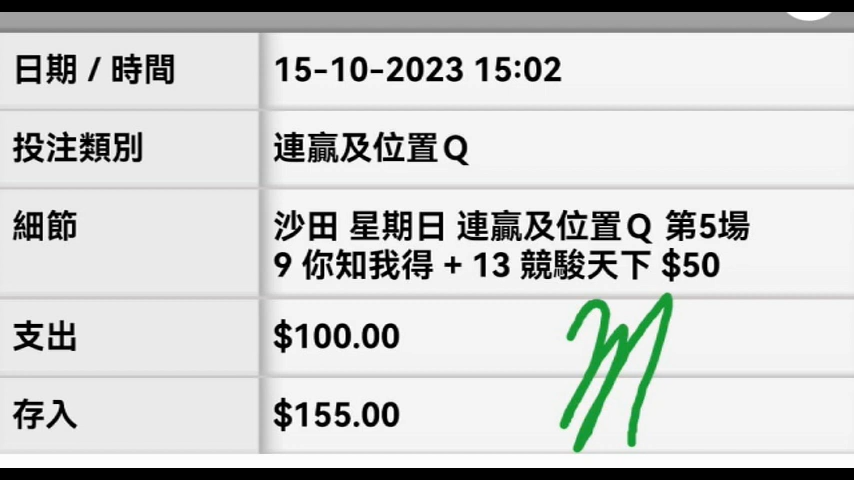 日期 / 時間 15-10-2023 15:02
投注類別 連贏及位置Q
細節 沙田 星期日 連贏及位置Q 第5場
9 你知我得 + 13 競駿天下 $50
支出 $100.00
存入 $155.00
M